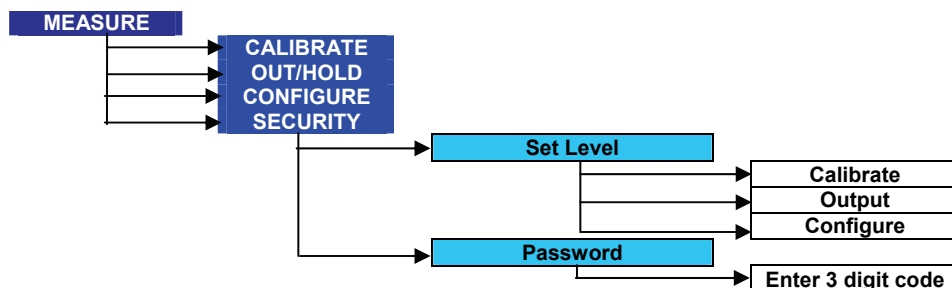 MEASURE
CALIBRATE
OUT/HOLD
CONFIGURE
SECURITY
Set Level
Calibrate
Output
Configure
Password
Enter 3 digit code